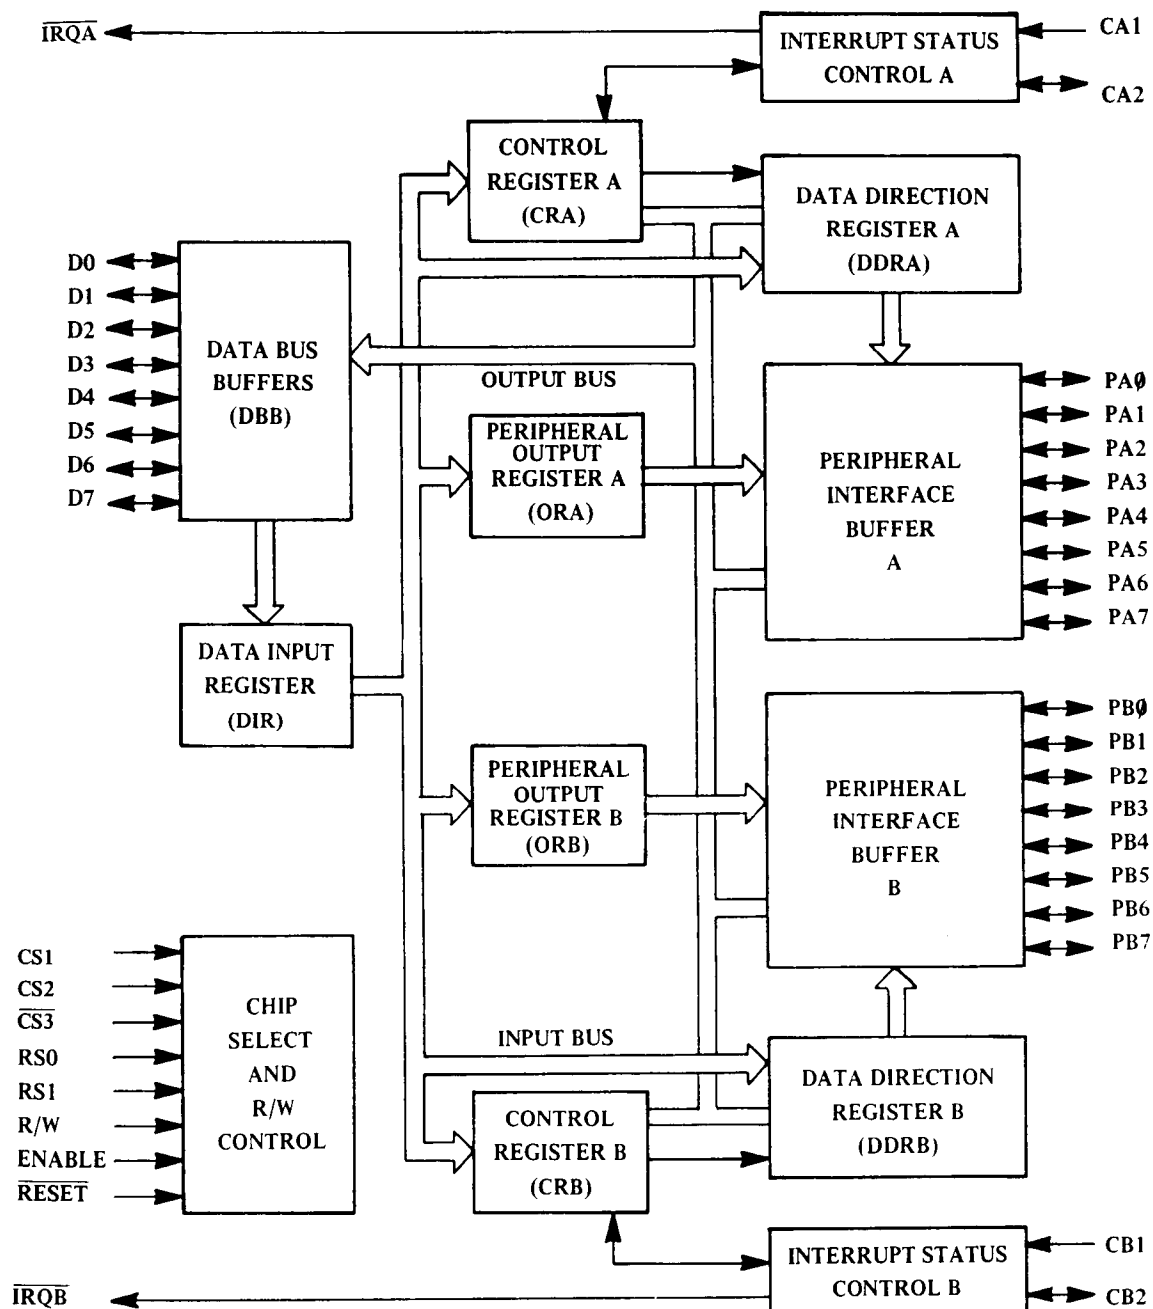 IRQA
INTERRUPT STATUS
CONTROL A
CA1
CA2
CONTROL
REGISTER A
(CRA)
DATA DIRECTION
REGISTER A
(DDRA)
D0
D1
D2
D3
D4
D5
D6
D7
DATA BUS
BUFFERS
(DBB)
OUTPUT BUS
PERIPHERAL
OUTPUT
REGISTER A
(ORA)
PERIPHERAL
INTERFACE
BUFFER
A
PA0
PA1
PA2
PA3
PA4
PA5
PA6
PA7
DATA INPUT
REGISTER
(DIR)
PERIPHERAL
OUTPUT
REGISTER B
(ORB)
PERIPHERAL
INTERFACE
BUFFER
B
PB0
PB1
PB2
PB3
PB4
PB5
PB6
PB7
CS1
CS2
CS3
RS0
RS1
R/W
ENABLE
RESET
CHIP
SELECT
AND
R/W
CONTROL
INPUT BUS
CONTROL
REGISTER B
(CRB)
DATA DIRECTION
REGISTER B
(DDRB)
IRQB
INTERRUPT STATUS
CONTROL B
CB1
CB2